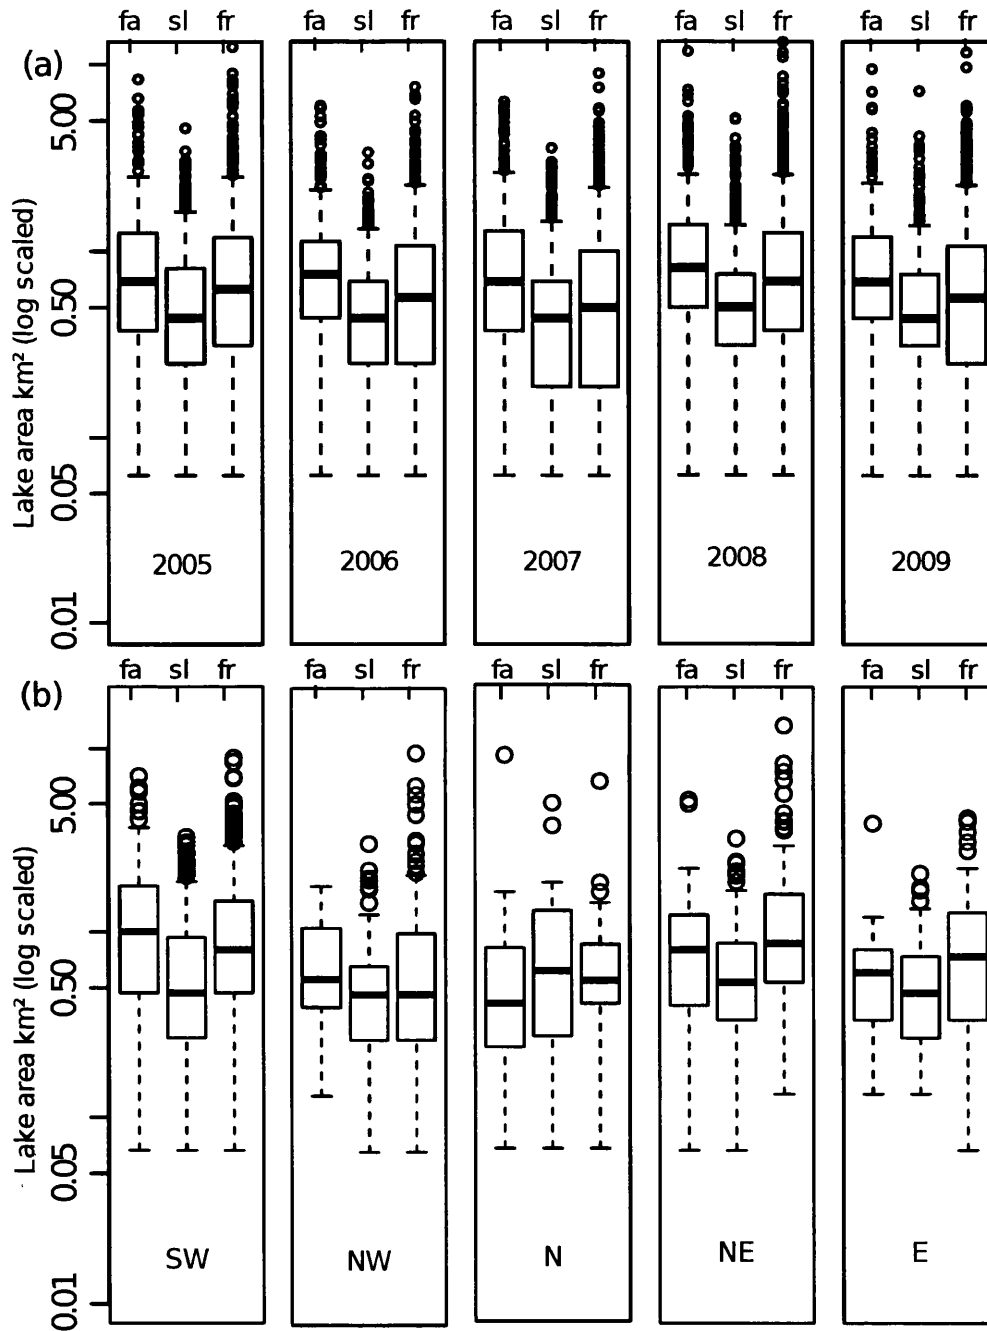 fa sl fr fa sl fr fa sl fr fa sl fr fa sl fr
(a)
Lake area km² (log scaled)
5.00
0.50
0.05
0.01
2005 2006 2007 2008 2009
fa sl fr fa sl fr fa sl fr fa sl fr fa sl fr
(b)
Lake area km² (log scaled)
5.00
0.50
0.05
0.01
SW NW N NE E